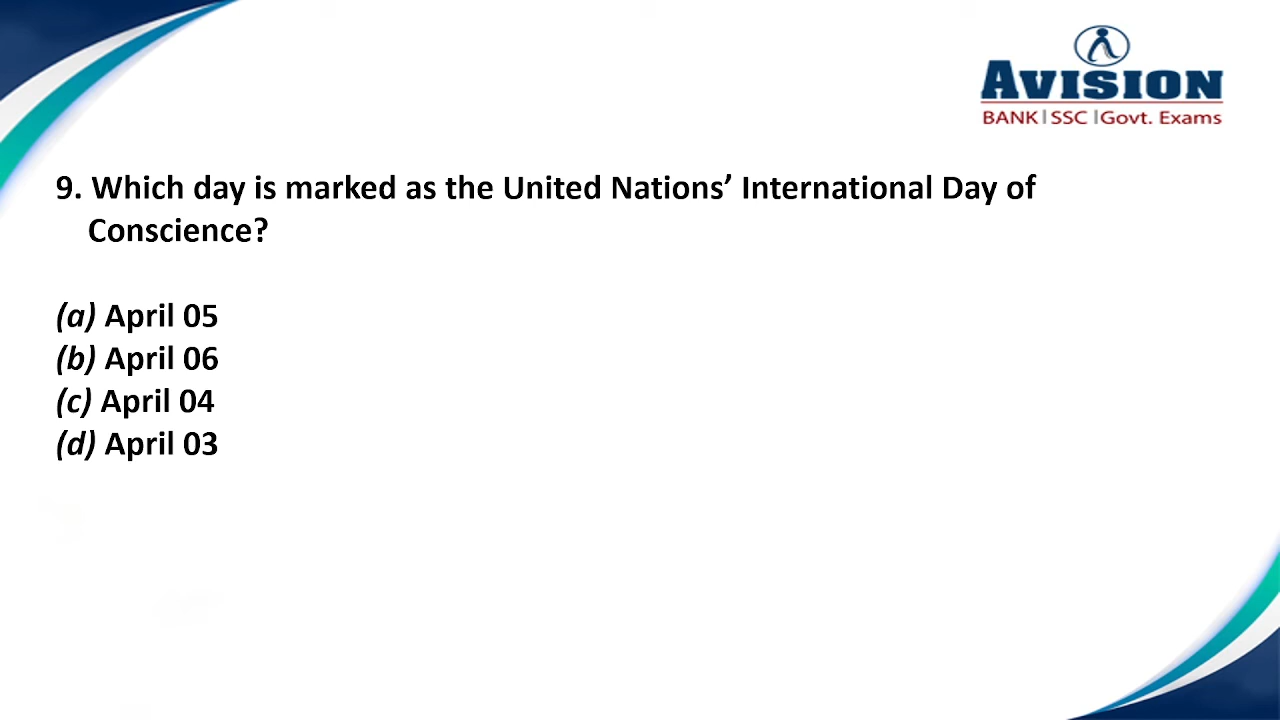 AVISION
BANK | SSC | Govt. Exams
9. Which day is marked as the United Nations’ International Day of
Conscience?
(a) April 05
(b) April 06
(c) April 04
(d) April 03